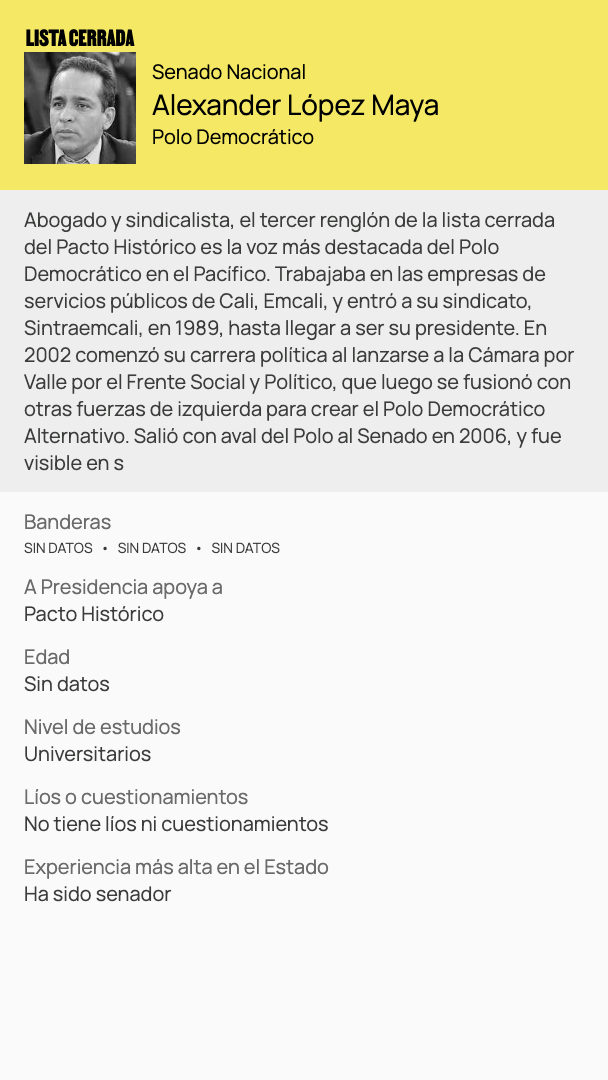 LISTA CERRADA
Senado Nacional
Alexander López Maya
Polo Democrático
Abogado y sindicalista, el tercer renglón de la lista cerrada
del Pacto Histórico es la voz más destacada del Polo
Democrático en el Pacífico. Trabajaba en las empresas de
servicios públicos de Cali, Emcali, y entró a su sindicato,
Sintraemcali, en 1989, hasta llegar a ser su presidente. En
2002 comenzó su carrera política al lanzarse a la Cámara por
Valle por el Frente Social y Político, que luego se fusionó con
otras fuerzas de izquierda para crear el Polo Democrático
Alternativo. Salió con aval del Polo al Senado en 2006, y fue
visible en s
Banderas
SIN DATOS • SIN DATOS • SIN DATOS
A Presidencia apoya a
Pacto Histórico
Edad
Sin datos
Nivel de estudios
Universitarios
Líos o cuestionamientos
No tiene líos ni cuestionamientos
Experiencia más alta en el Estado
Ha sido senador